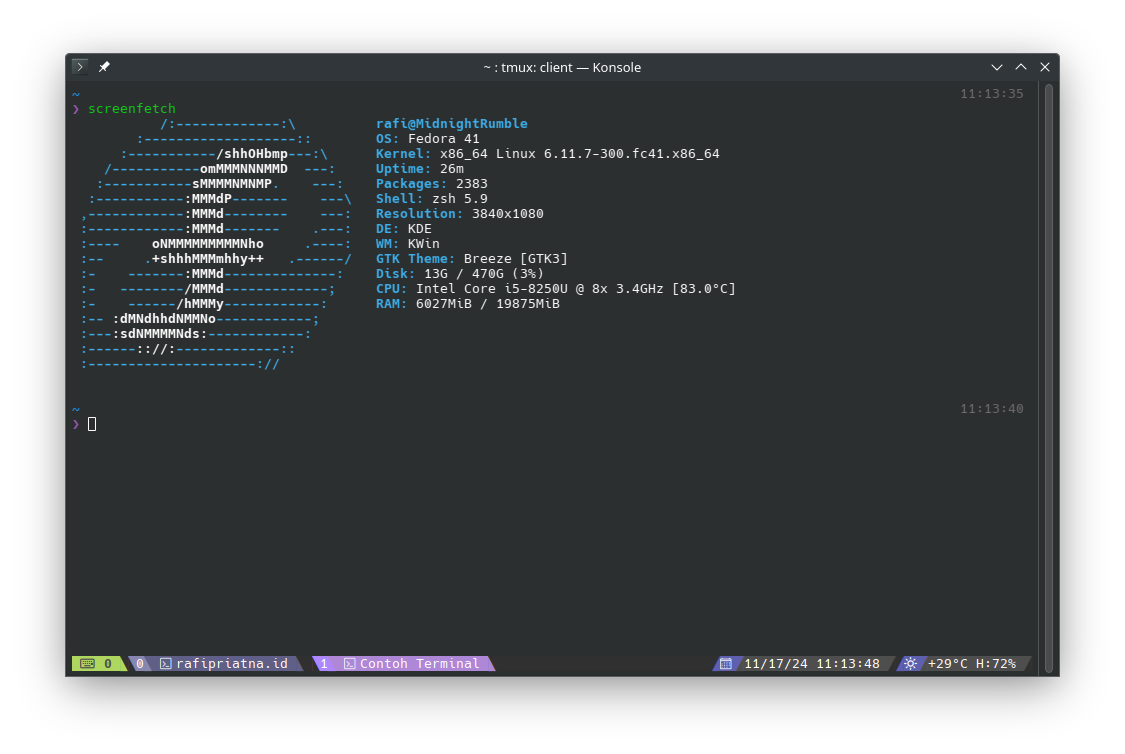 ~ : tmux: client — Konsole
~ 11:13:35
❯ screenfetch
/:-------------:\ rafi@MidnightRumble
:-------------------:: OS: Fedora 41
:-----------/shhOHbmp---:\ Kernel: x86_64 Linux 6.11.7-300.fc41.x86_64
/-----------omMMMNNNMMD  ---: Uptime: 26m
:-----------sMMMMNMNMP.    ---: Packages: 2383
:-----------:MMMdP-------    ---\ Shell: zsh 5.9
,------------:MMMd--------    ---: Resolution: 3840x1080
:------------:MMMd-------    .---: DE: KDE
:----    oNMMMMMMMMMNho     .----: WM: KWin
:--     .+shhhMMMmhhy++   .------/ GTK Theme: Breeze [GTK3]
:-    -------:MMMd--------------: Disk: 13G / 470G (3%)
:-   --------/MMMd-------------; CPU: Intel Core i5-8250U @ 8x 3.4GHz [83.0°C]
:-    ------/hMMMy------------: RAM: 6027MiB / 19875MiB
:-- :dMNdhhdNMMNo------------;
:---:sdNMMMMNds:------------:
:------:://:-------------::
:---------------------://
~ 11:13:40
❯
0 0 rafipriatna.id 1 Contoh Terminal 11/17/24 11:13:48 +29°C H:72%